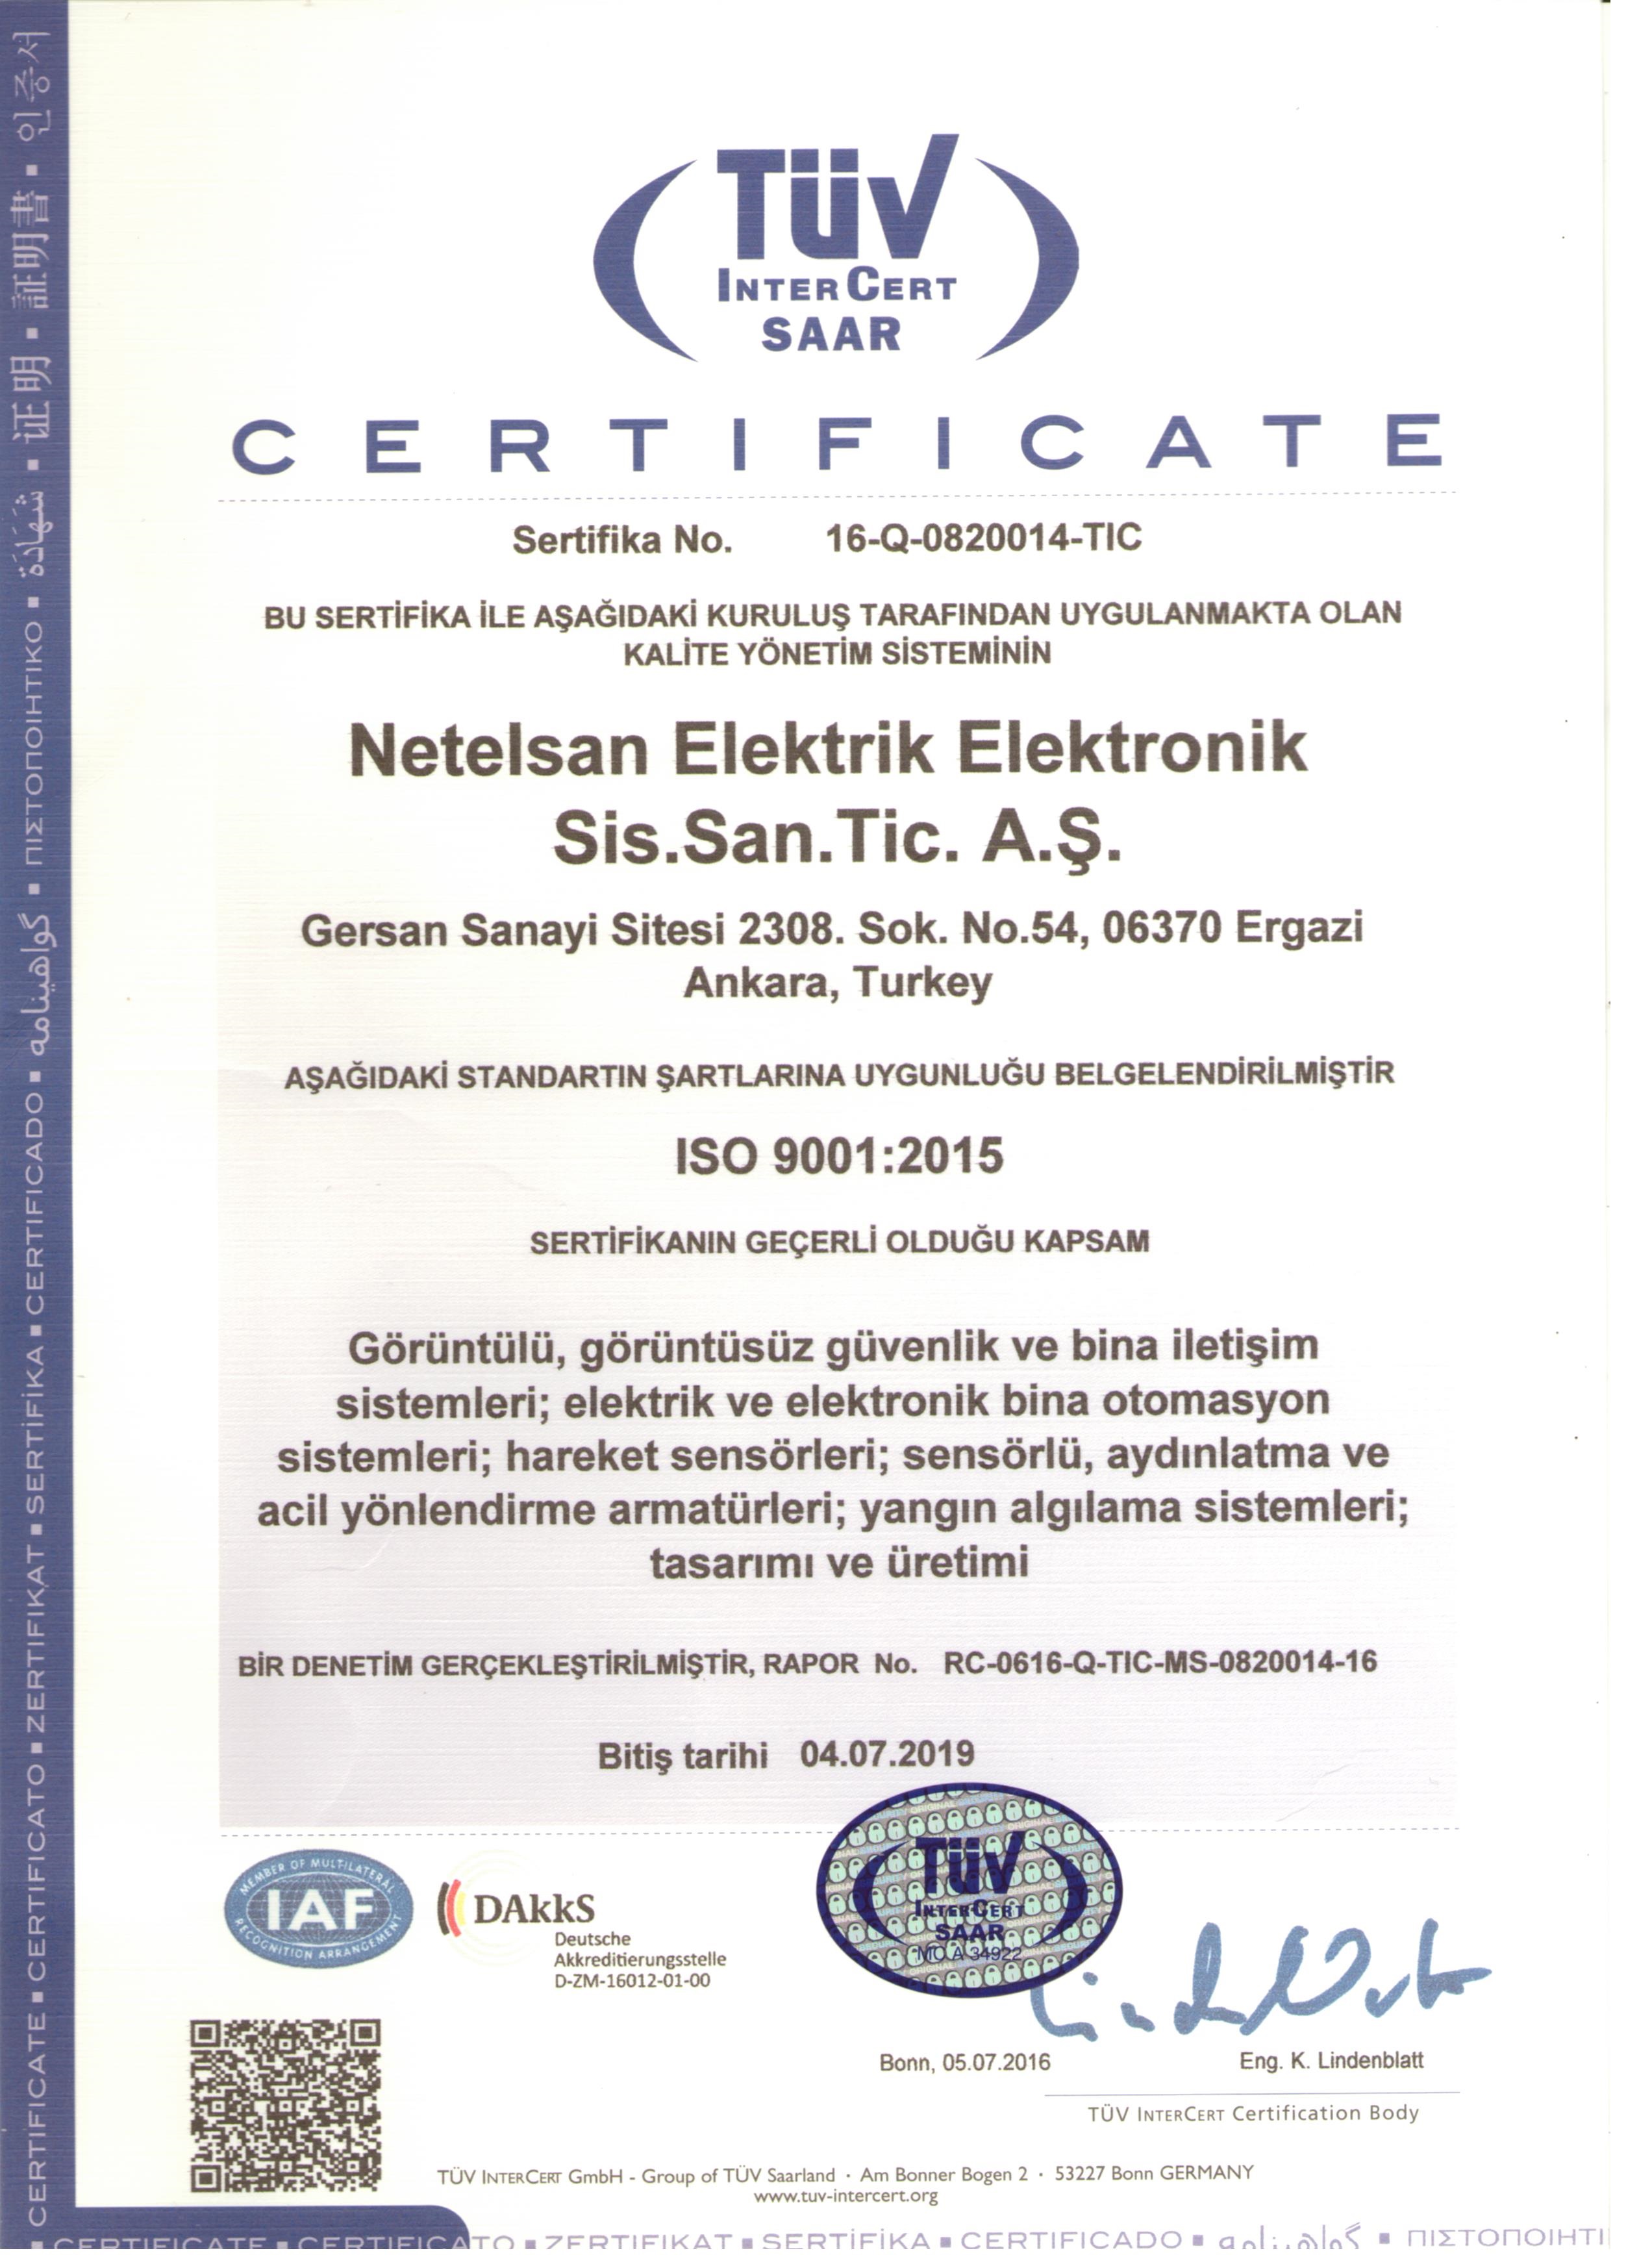 인증서 ▪ 証明書 ▪ 证明 ▪ شهادة ▪ ΠΙΣΤΟΠΟΙΗΤΙΚΟ ▪ گواهینامه ▪ CERTIFICADO ▪ SERTİFİKA ▪ ZERTIFIKAT ▪ CERTIFICATO ▪ CERTIFICATE
TÜV
INTERCERT
SAAR
CERTIFICATE
Sertifika No. 16-Q-0820014-TIC
BU SERTİFİKA İLE AŞAĞIDAKİ KURULUŞ TARAFINDAN UYGULANMAKTA OLAN
KALİTE YÖNETİM SİSTEMİNİN
Netelsan Elektrik Elektronik
Sis.San.Tic. A.Ş.
Gersan Sanayi Sitesi 2308. Sok. No.54, 06370 Ergazi
Ankara, Turkey
AŞAĞIDAKİ STANDARTIN ŞARTLARINA UYGUNLUĞU BELGELENDİRİLMİŞTİR
ISO 9001:2015
SERTİFİKANIN GEÇERLİ OLDUĞU KAPSAM
Görüntülü, görüntüsüz güvenlik ve bina iletişim
sistemleri; elektrik ve elektronik bina otomasyon
sistemleri; hareket sensörleri; sensörlü, aydınlatma ve
acil yönlendirme armatürleri; yangın algılama sistemleri;
tasarımı ve üretimi
BİR DENETİM GERÇEKLEŞTİRİLMİŞTİR, RAPOR No. RC-0616-Q-TIC-MS-0820014-16
Bitiş tarihi 04.07.2019
MEMBER OF MULTILATERAL
IAF
RECOGNITION ARRANGEMENT
DAkkS
Deutsche
Akkreditierungsstelle
D-ZM-16012-01-00
TÜV
INTERCERT
SAAR
MO A 34922
Bonn, 05.07.2016
Eng. K. Lindenblatt
TÜV INTERCERT Certification Body
TÜV INTERCERT GmbH - Group of TÜV Saarland · Am Bonner Bogen 2 · 53227 Bonn GERMANY
www.tuv-intercert.org
▪ CERTIFICATE ▪ CERTIFICATO ▪ ZERTIFIKAT ▪ SERTİFİKA ▪ CERTIFICADO ▪ گواهینامه ▪ ΠΙΣΤΟΠΟΙΗΤΙ